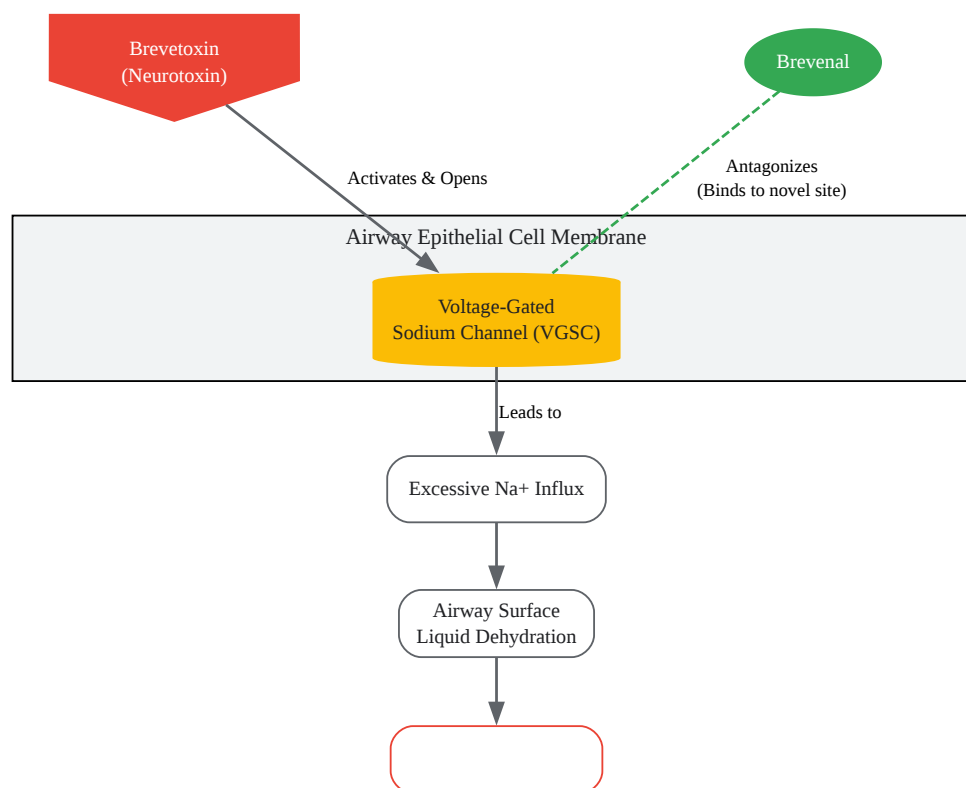 Brevetoxin
(Neurotoxin)
Brevenal
Activates & Opens
Antagonizes
(Binds to novel site)
Airway Epithelial Cell Membrane
Voltage-Gated
Sodium Channel (VGSC)
Leads to
Excessive Na+ Influx
Airway Surface
Liquid Dehydration